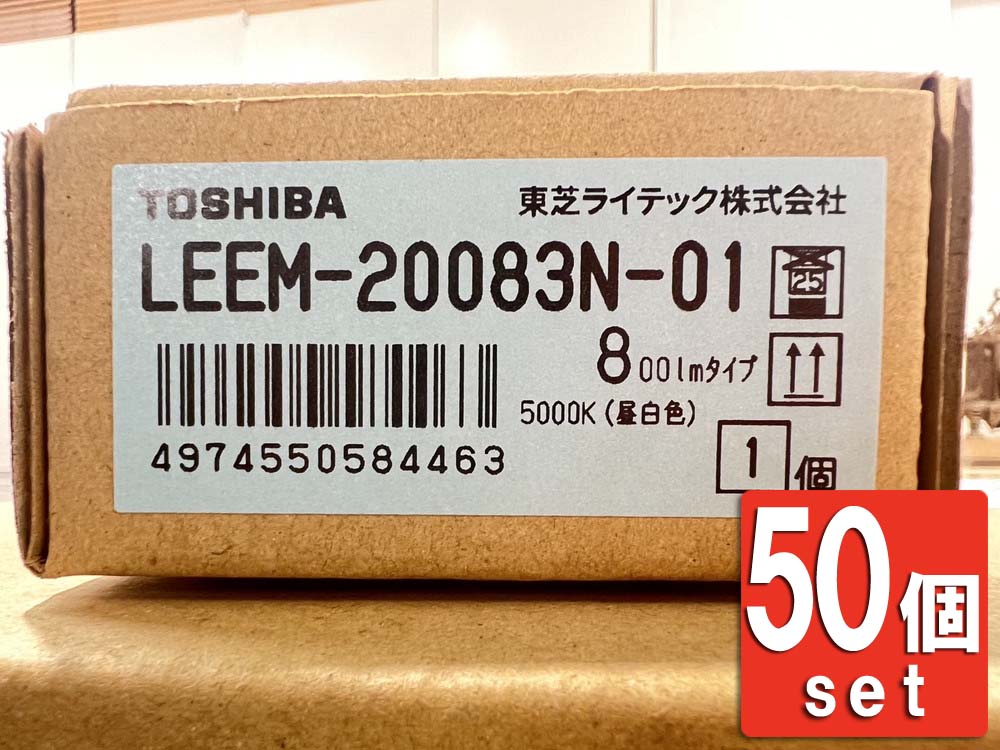 TOSHIBA 東芝ライテック株式会社
LEEM-20083N-01
25
800lmタイプ
5000K(昼白色)
4974550584463
1個
50個
set